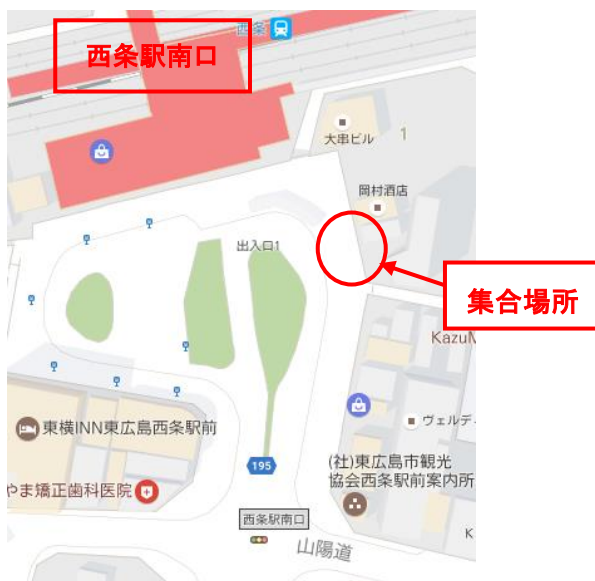 西条
西条駅南口
大串ビル
1
岡村酒店
出入口1
集合場所
KazuM
ヴェルデ
東横INN東広島西条駅前
195
(社)東広島市観光
協会西条駅前案内所
やま矯正歯科医院
西条駅南口
K
山陽道